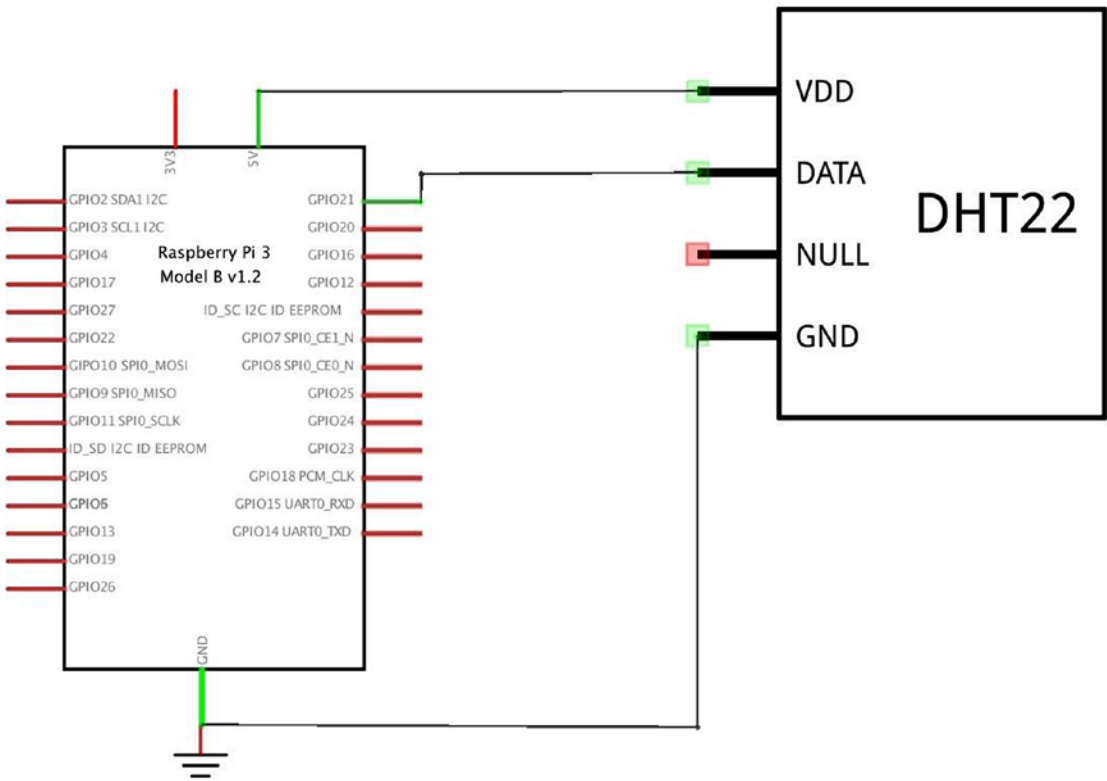 3V3
5V
GPIO2 SDA1 I2C
GPIO3 SCL1 I2C
GPIO4
GPIO17
GPIO27
GPIO22
GIPO10 SPI0_MOSI
GPIO9 SPI0_MISO
GPIO11 SPI0_SCLK
ID_SD I2C ID EEPROM
GPIO5
GPIO6
GPIO13
GPIO19
GPIO26
Raspberry Pi 3
Model B v1.2
GPIO21
GPIO20
GPIO16
GPIO12
ID_SC I2C ID EEPROM
GPIO7 SPI0_CE1_N
GPIO8 SPI0_CE0_N
GPIO25
GPIO24
GPIO23
GPIO18 PCM_CLK
GPIO15 UART0_RXD
GPIO14 UART0_TXD
GND
VDD
DATA
NULL
GND
DHT22